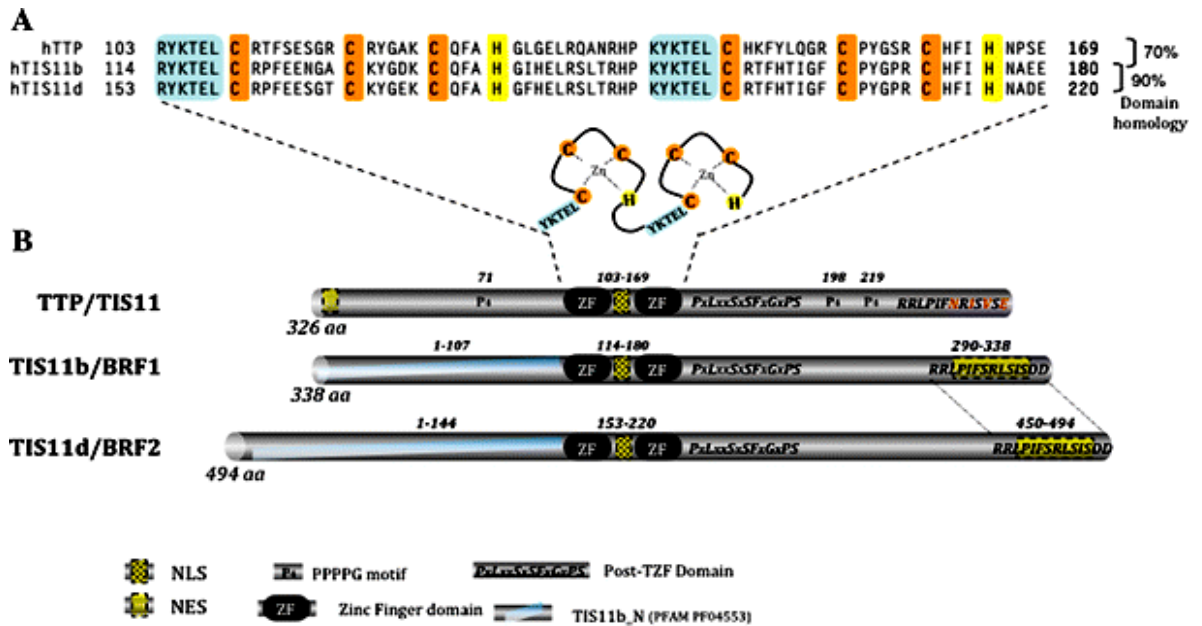 A
hTTP 103 RYKTEL C RTFSESGR C RYGAK C QFA H GLGELRQANRHP KYKTEL C HKFYLQGR C PYGSR C HFI H NPSE 169
70%
hTIS11b 114 RYKTEL C RPFEENGA C KYGDK C QFA H GIHELRSLTRHP KYKTEL C RTFHTIGF C PYGPR C HFI H NAEE 180
90%
hTIS11d 153 RYKTEL C RPFEESGT C KYGEK C QFA H GFHELRSLTRHP KYKTEL C RTFHTIGF C PYGPR C HFI H NADE 220
Domain
homology
C C C C
Zn Zn
C H C H
YKTEL YKTEL
B
71 103-169 198 219
TTP/TIS11 P4 ZF ZF PxLxxSxSFxGxPS P4 P4 RRLPIFNRISVSE
326 aa
1-107 114-180 290-338
TIS11b/BRF1 ZF ZF PxLxxSxSFxGxPS RRLPIFSRLSISDD
338 aa
1-144 153-220 450-494
TIS11d/BRF2 ZF ZF PxLxxSxSFxGxPS RRLPIFSRLSISDD
494 aa
NLS P4 PPPPG motif PxLxxSxSFxGxPS Post-TZF Domain
NES ZF Zinc Finger domain TIS11b_N (PFAM PF04553)